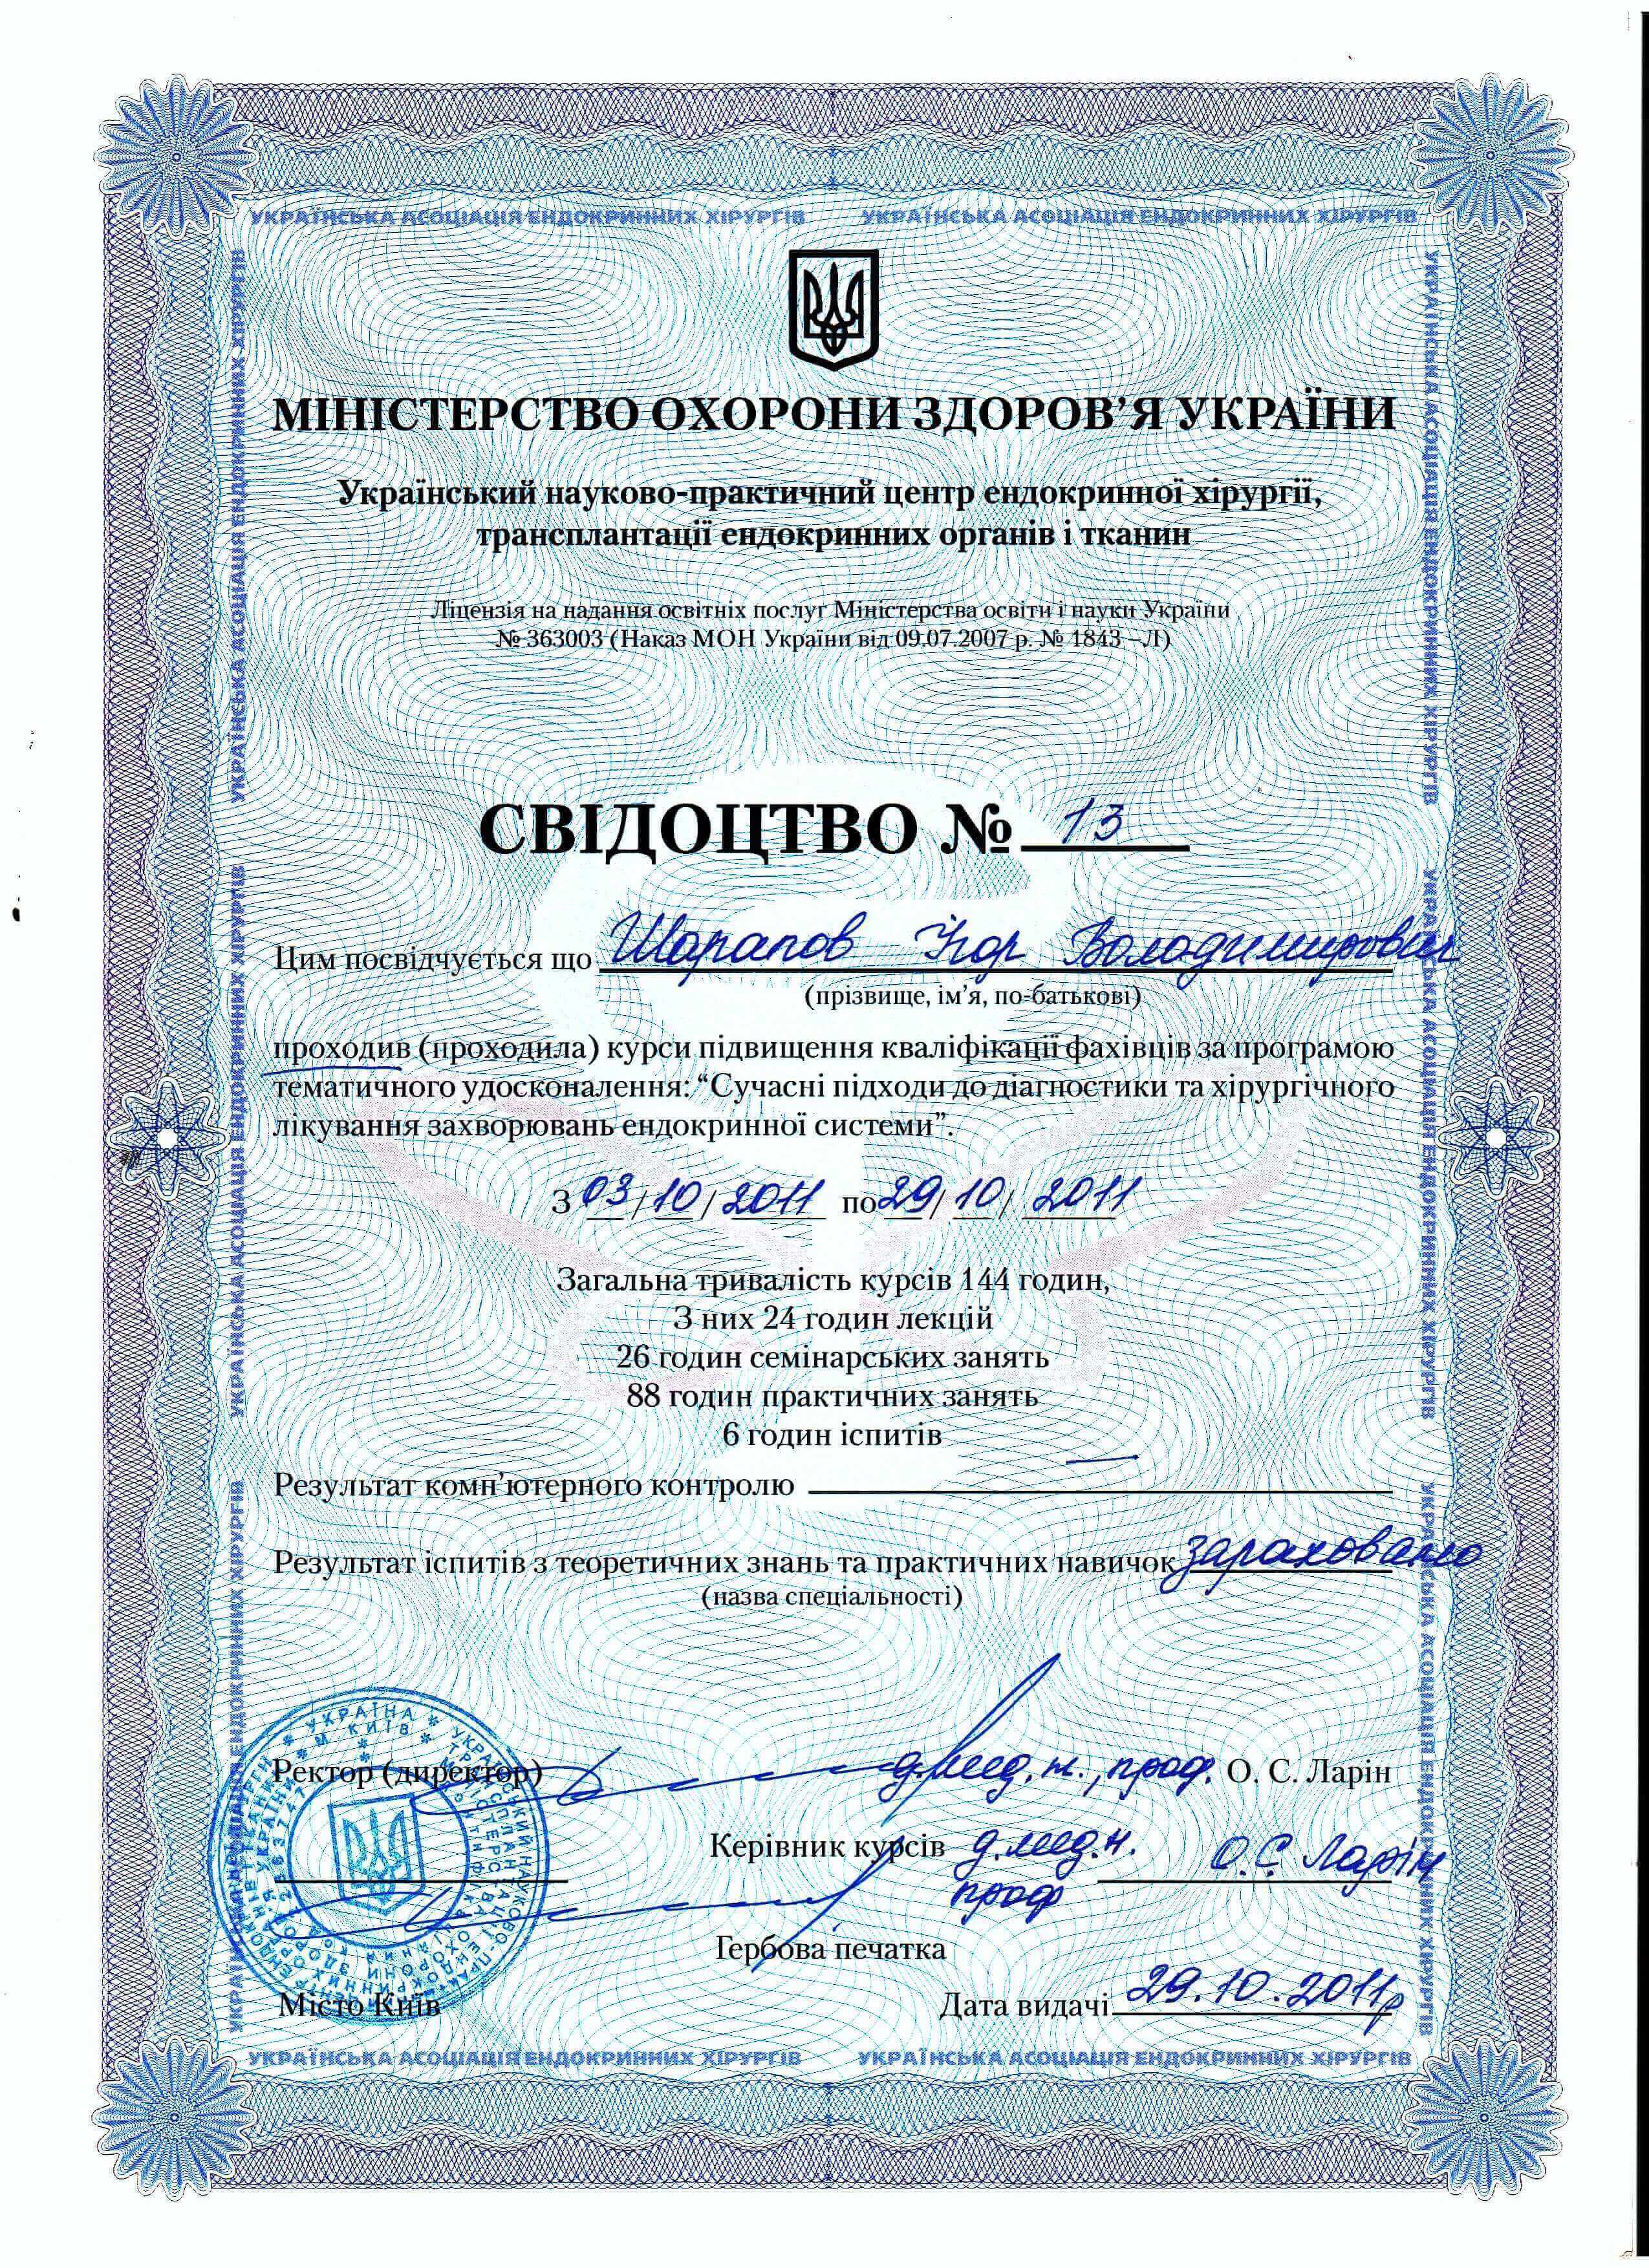 УКРАЇНСЬКА АСОЦІАЦІЯ ЕНДОКРИННИХ ХІРУРГІВ УКРАЇНСЬКА АСОЦІАЦІЯ ЕНДОКРИННИХ ХІРУРГІВ
МІНІСТЕРСТВО ОХОРОНИ ЗДОРОВ’Я УКРАЇНИ
Український науково-практичний центр ендокринної хірургії,
трансплантації ендокринних органів і тканин
Ліцензія на надання освітніх послуг Міністерства освіти і науки України
№ 363003 (Наказ МОН України від 09.07.2007 р. № 1843 –Л)
СВІДОЦТВО № 13
Цим посвідчується що Шарапов Ігор Володимирович
(прізвище, ім’я, по-батькові)
проходив (проходила) курси підвищення кваліфікації фахівців за програмою
тематичного удосконалення: “Сучасні підходи до діагностики та хірургічного
лікування захворювань ендокринної системи”.
З 03/10/2011 по 29/10/2011
Загальна тривалість курсів 144 годин,
З них 24 годин лекцій
26 годин семінарських занять
88 годин практичних занять
6 годин іспитів
Результат комп’ютерного контролю —
Результат іспитів з теоретичних знань та практичних навичок зараховано
(назва спеціальності)
Ректор (директор) д.мед.н., проф. О. С. Ларін
Керівник курсів д.мед.н. проф О.С. Ларін
Гербова печатка
Місто Київ Дата видачі 29.10.2011р
УКРАЇНСЬКА АСОЦІАЦІЯ ЕНДОКРИННИХ ХІРУРГІВ УКРАЇНСЬКА АСОЦІАЦІЯ ЕНДОКРИННИХ ХІРУРГІВ